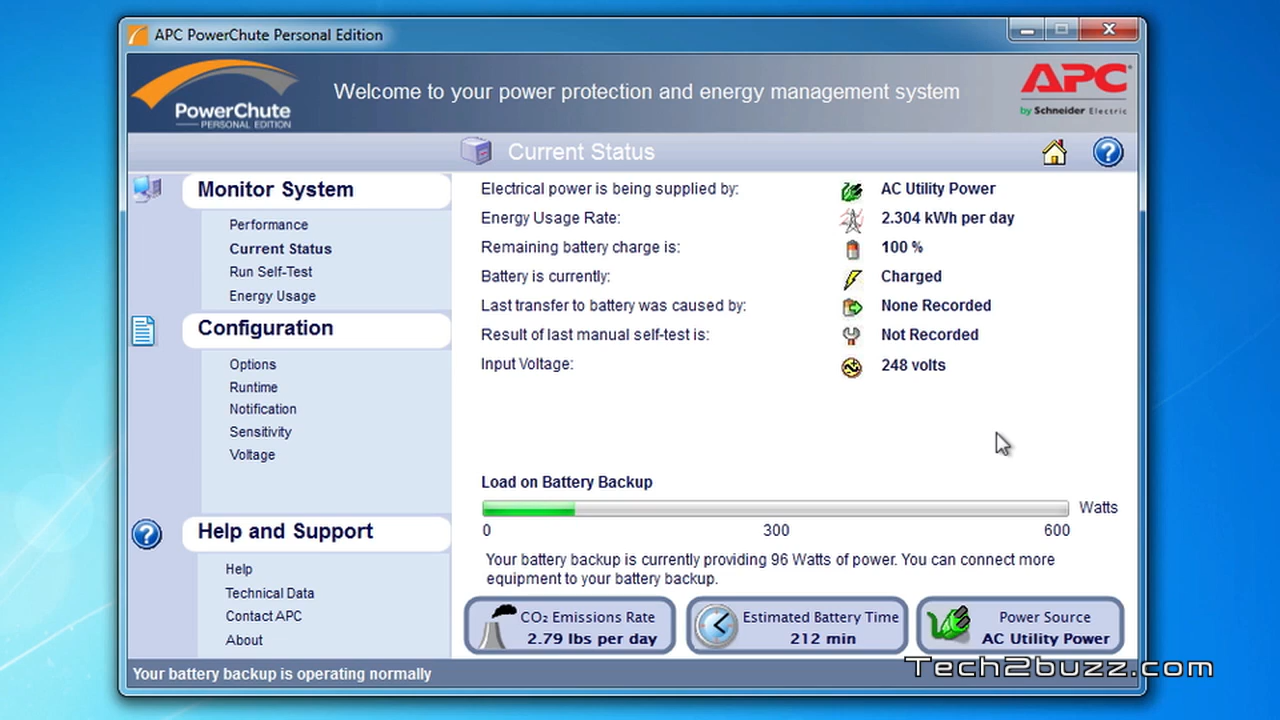 APC PowerChute Personal Edition
PowerChute
PERSONAL EDITION
Welcome to your power protection and energy management system
APC
by Schneider Electric
Current Status
Monitor System
Performance
Current Status
Run Self-Test
Energy Usage
Configuration
Options
Runtime
Notification
Sensitivity
Voltage
Help and Support
Help
Technical Data
Contact APC
About
Electrical power is being supplied by: AC Utility Power
Energy Usage Rate: 2.304 kWh per day
Remaining battery charge is: 100 %
Battery is currently: Charged
Last transfer to battery was caused by: None Recorded
Result of last manual self-test is: Not Recorded
Input Voltage: 248 volts
Load on Battery Backup
Watts
0 300 600
Your battery backup is currently providing 96 Watts of power. You can connect more
equipment to your battery backup.
CO₂ Emissions Rate
2.79 lbs per day
Estimated Battery Time
212 min
Power Source
AC Utility Power
Your battery backup is operating normally
Tech2buzz.com